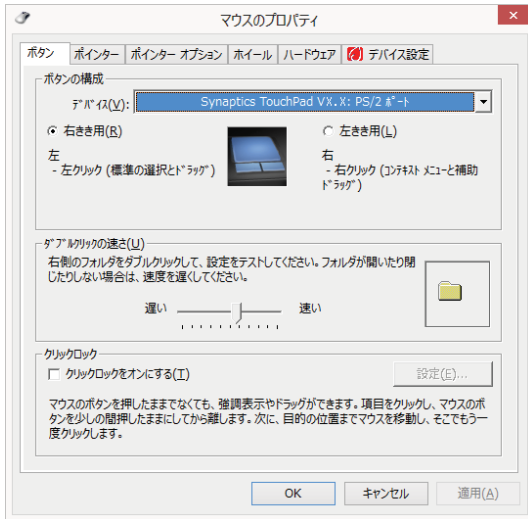 マウスのプロパティ
ボタン ポインター ポインター オプション ホイール ハードウェア デバイス設定
ボタンの構成
ﾃﾞﾊﾞｲｽ(V): Synaptics TouchPad VX.X: PS/2 ﾎﾟｰﾄ
右きき用(R) 左きき用(L)
左 右
- 左クリック (標準の選択とﾄﾞﾗｯｸﾞ) - 右クリック (ｺﾝﾃｷｽﾄ ﾒﾆｭｰと補助
ﾄﾞﾗｯｸﾞ)
ﾀﾞﾌﾞﾙｸﾘｯｸの速さ(U)
右側のフォルダをダブルクリックして、設定をテストしてください。フォルダが開いたり閉
じたりしない場合は、速度を遅くしてください。
遅い 速い
クリックロック
クリックロックをオンにする(T) 設定(E)...
マウスのボタンを押したままでなくても、強調表示やドラッグができます。項目をクリックし、マウスのボ
タンを少しの間押したままにしてから離します。次に、目的の位置までマウスを移動し、そこでもう一
度クリックします。
OK キャンセル 適用(A)